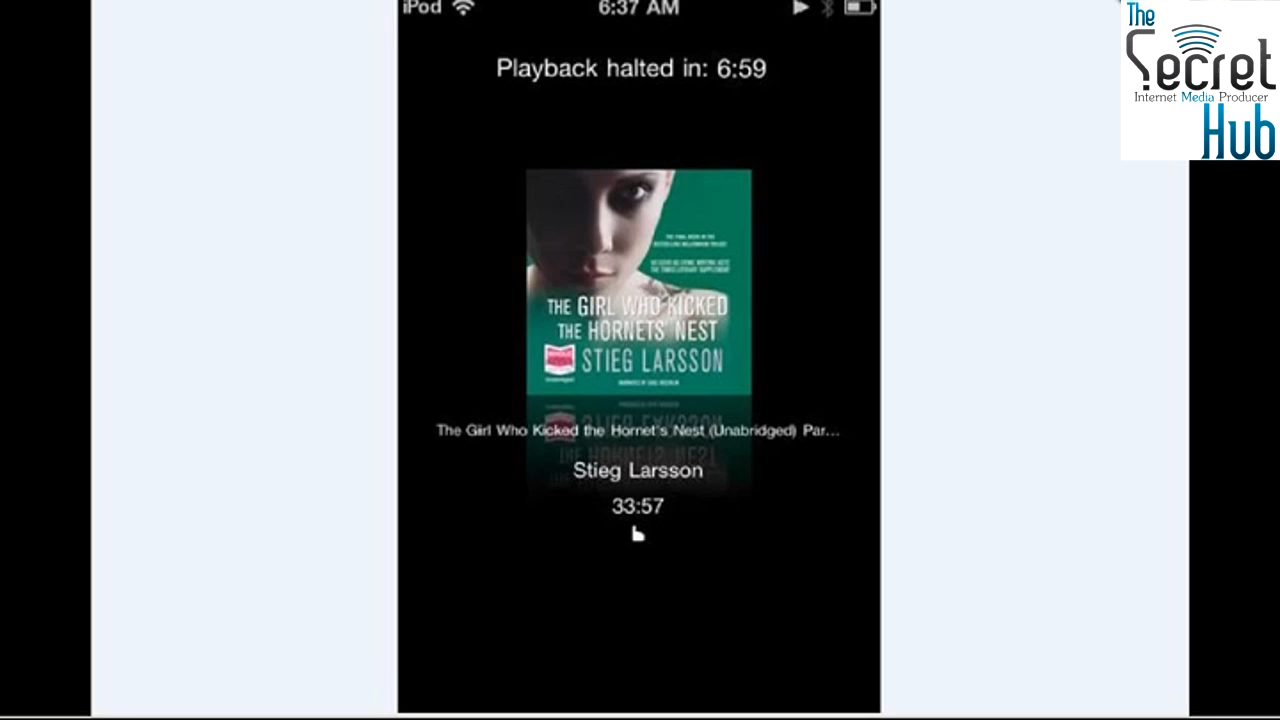 iPod
6:37 AM
The
Secret
Internet Media Producer
Hub
Playback halted in: 6:59
THE GIRL WHO KICKED
THE HORNETS' NEST
STIEG LARSSON
The Girl Who Kicked the Hornet's Nest (Unabridged) Par...
Stieg Larsson
33:57